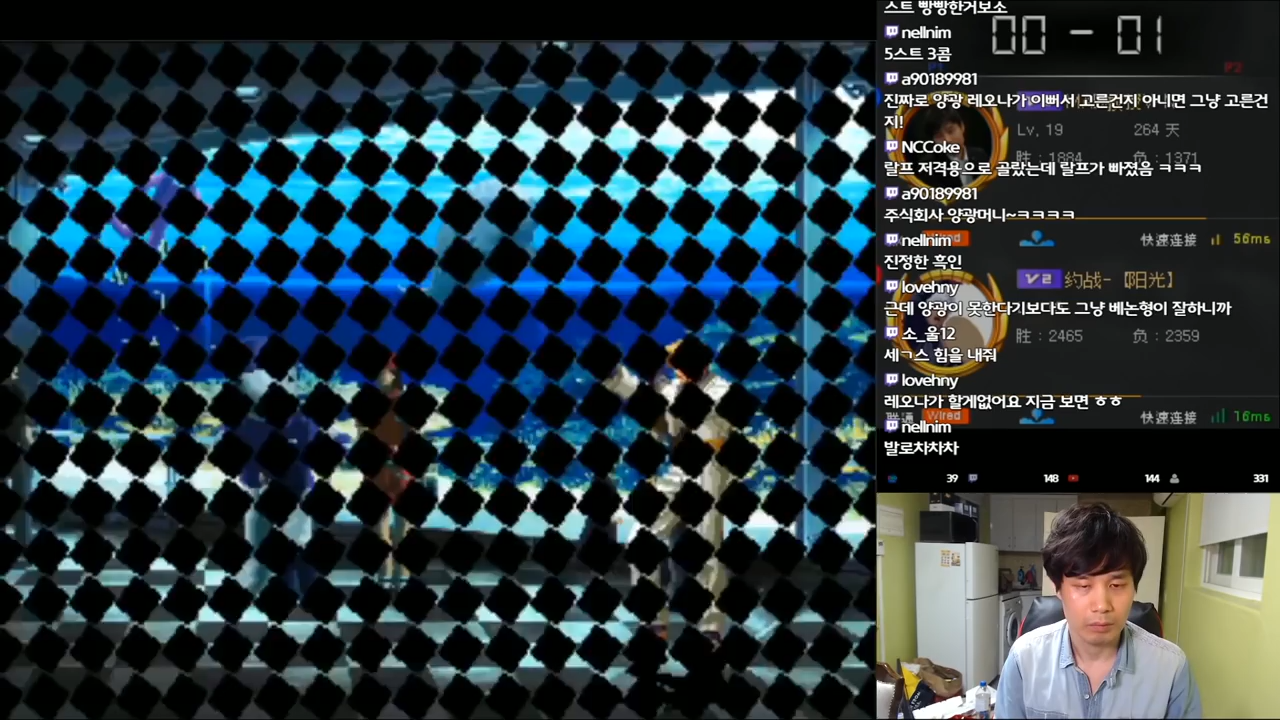 스트 빵빵한거보소
nellnim
5스트 3콤
a90189981
진짜로 양광 레오나가 이뻐서 고른건지 아니면 그냥 고른건
지!
NCCoke
랄프 저격용으로 골랐는데 랄프가 빠졌음 ㅋㅋㅋ
a90189981
주식회사 양광머니~ㅋㅋㅋㅋ
nellnim
진정한 흑인
lovehny
근데 양광이 못한다기보다도 그냥 베논형이 잘하니까
소_울12
세ㄱ스 힘을 내줘
lovehny
레오나가 할게없어요 지금 보면 ㅎㅎ
nellnim
발로차차차
00 - 01
P2
Lv. 19
264 天
胜 : 1884
负 : 1371
快速连接
56ms
V2 约战-【阳光】
胜 : 2465
负 : 2359
Wired
快速连接
16ms
39
148
144
331